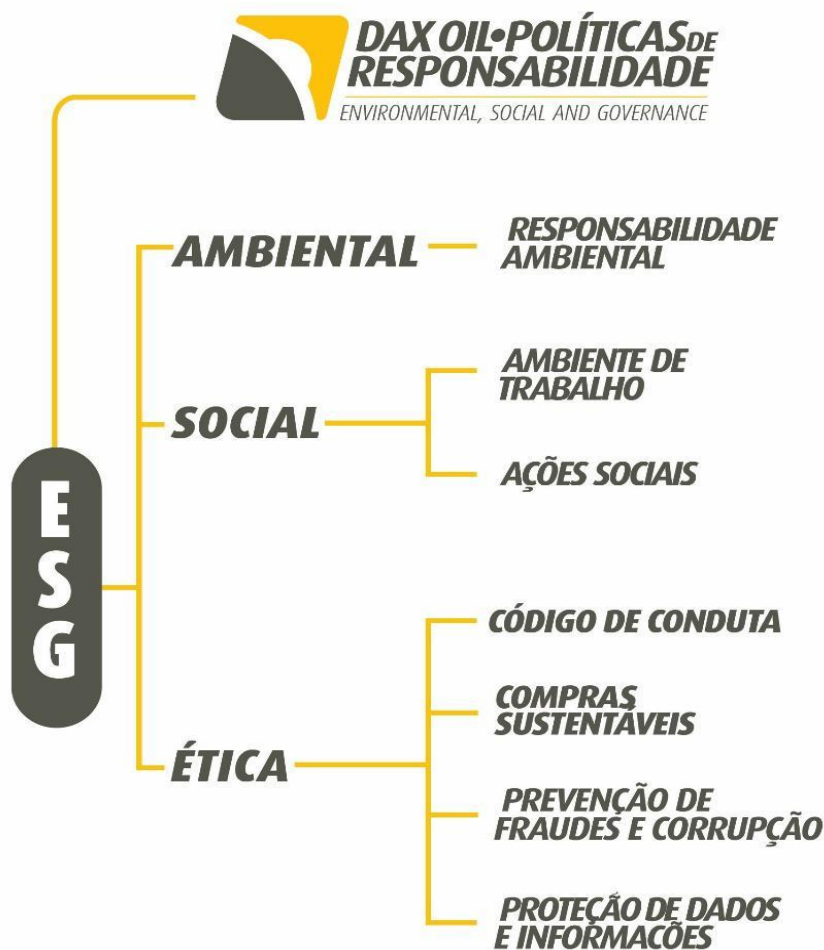 DAX OIL•POLÍTICAS DE
RESPONSABILIDADE
ENVIRONMENTAL, SOCIAL AND GOVERNANCE
AMBIENTAL
RESPONSABILIDADE
AMBIENTAL
SOCIAL
AMBIENTE DE
TRABALHO
AÇÕES SOCIAIS
ESG
ÉTICA
CÓDIGO DE CONDUTA
COMPRAS
SUSTENTÁVEIS
PREVENÇÃO DE
FRAUDES E CORRUPÇÃO
PROTEÇÃO DE DADOS
E INFORMAÇÕES